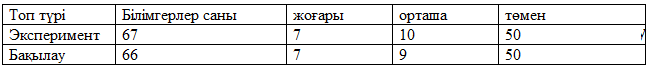 Топ түрі Білімгерлер саны жоғары орташа төмен
Эксперимент 67 7 10 50
Бақылау 66 7 9 50